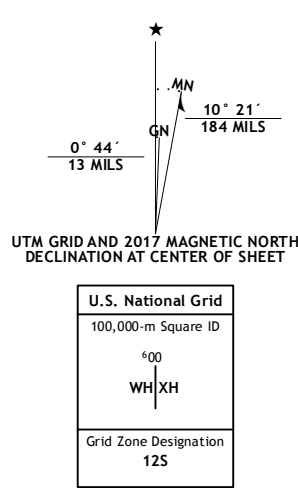 ★
MN
GN
10° 21´
184 MILS
0° 44´
13 MILS
UTM GRID AND 2017 MAGNETIC NORTH
DECLINATION AT CENTER OF SHEET
U.S. National Grid
100,000-m Square ID
⁶00
WH XH
Grid Zone Designation
12S